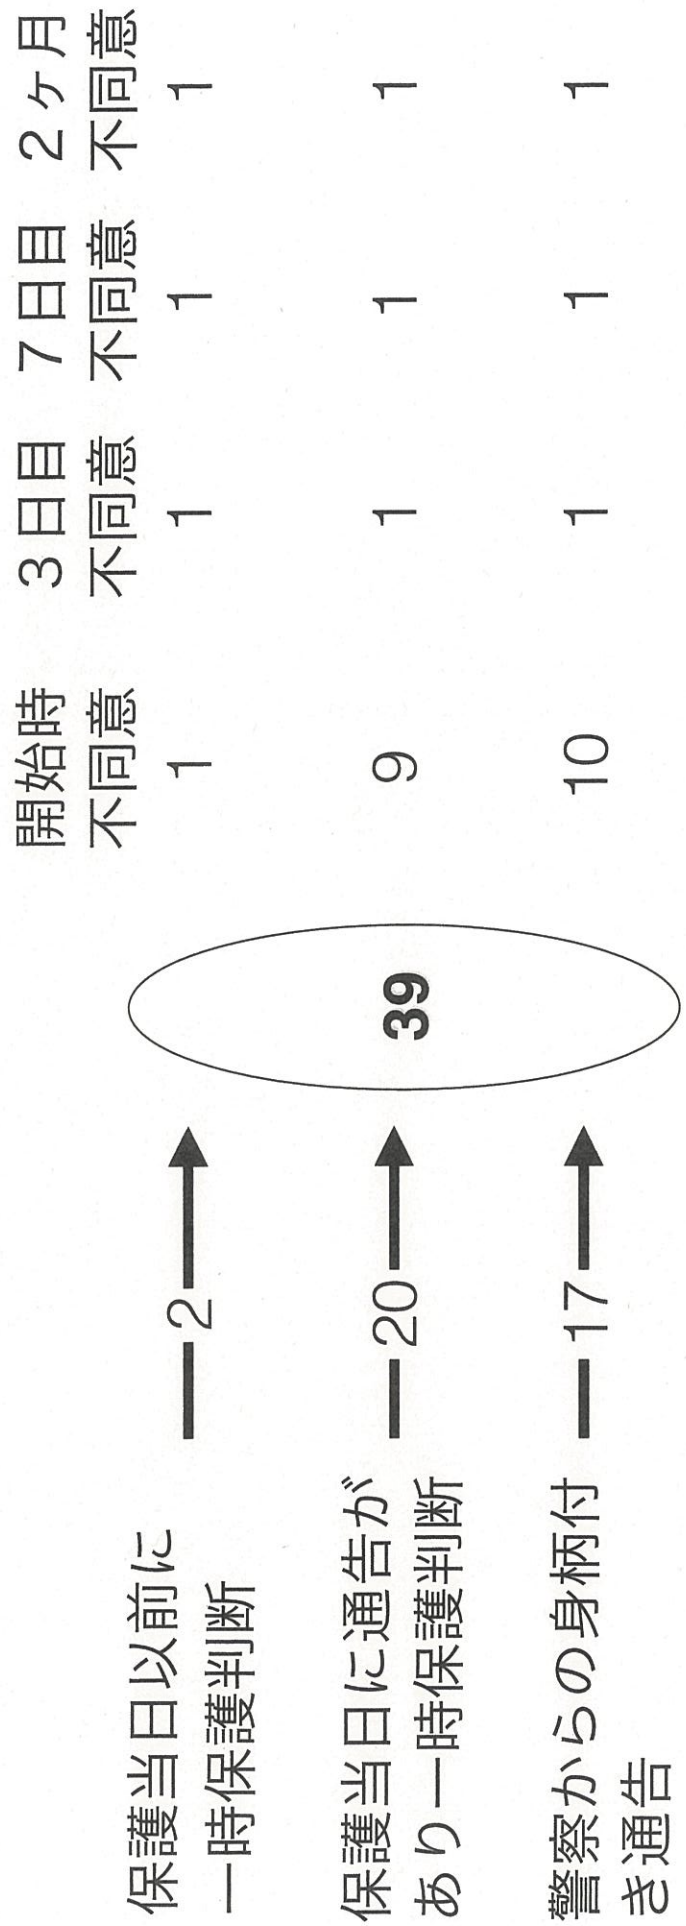 開始時 3日目 7日目 2ヶ月
不同意 不同意 不同意 不同意
保護当日以前に
一時保護判断
2 1 1 1 1
保護当日に通告が
あり一時保護判断
20 39 9 1 1 1
警察からの身柄付
き通告
17 10 1 1 1